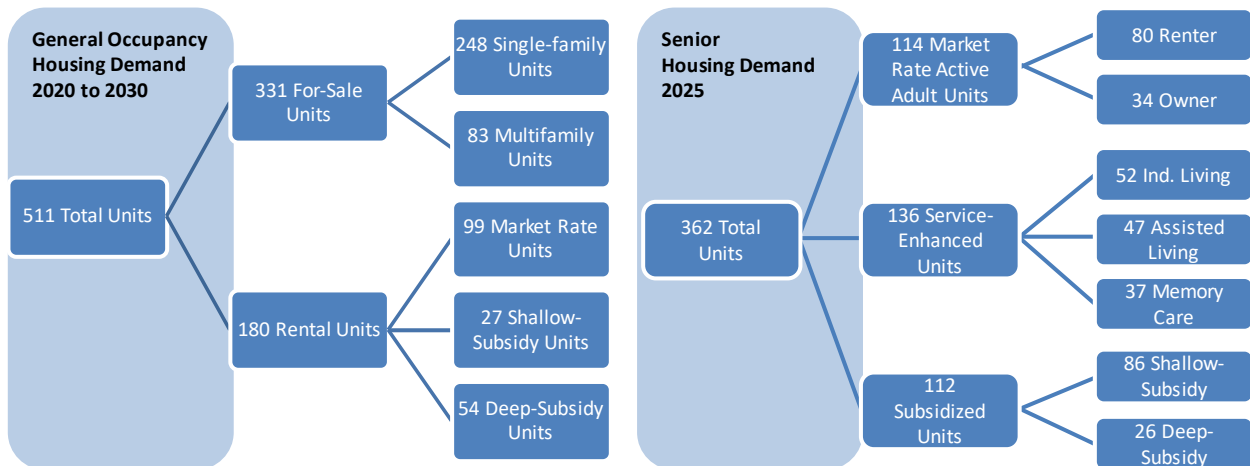 General Occupancy
Housing Demand
2020 to 2030
511 Total Units
331 For-Sale
Units
248 Single-family
Units
83 Multifamily
Units
180 Rental Units
99 Market Rate
Units
27 Shallow-
Subsidy Units
54 Deep-Subsidy
Units
Senior
Housing Demand
2025
362 Total
Units
114 Market
Rate Active
Adult Units
80 Renter
34 Owner
136 Service-
Enhanced
Units
52 Ind. Living
47 Assisted
Living
37 Memory
Care
112
Subsidized
Units
86 Shallow-
Subsidy
26 Deep-
Subsidy